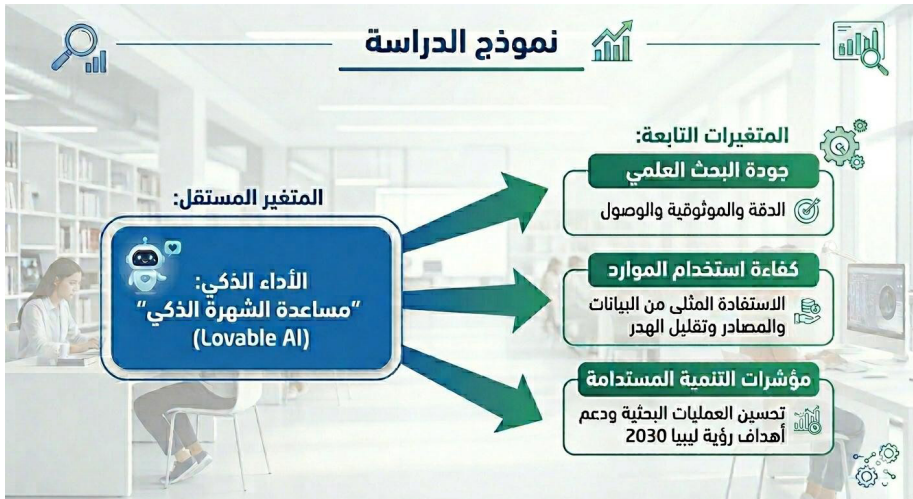 نموذج الدراسة
المتغير المستقل:
الأداء الذكي:
"مساعدة الشهرة الذكي"
(Lovable AI)
المتغيرات التابعة:
جودة البحث العلمي
الدقة والموثوقية والوصول
كفاءة استخدام الموارد
الاستفادة المثلى من البيانات
والمصادر وتقليل الهدر
مؤشرات التنمية المستدامة
تحسين العمليات البحثية ودعم
أهداف رؤية ليبيا 2030